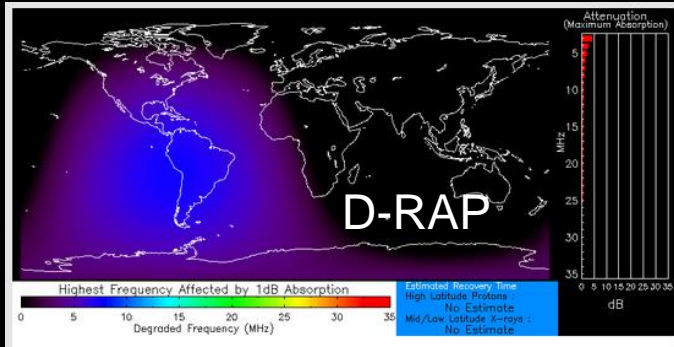 Attenuation
(Maximum Absorption)
5
10
15
MHz
20
25
30
35
0 5 10 15 20 25 30 35
dB
D-RAP
Highest Frequency Affected by 1dB Absorption
0 5 10 15 20 25 30 35
Degraded Frequency (MHz)
Estimated Recovery Time
High Latitude Protons :
No Estimate
Mid/Low Latitude X-rays :
No Estimate